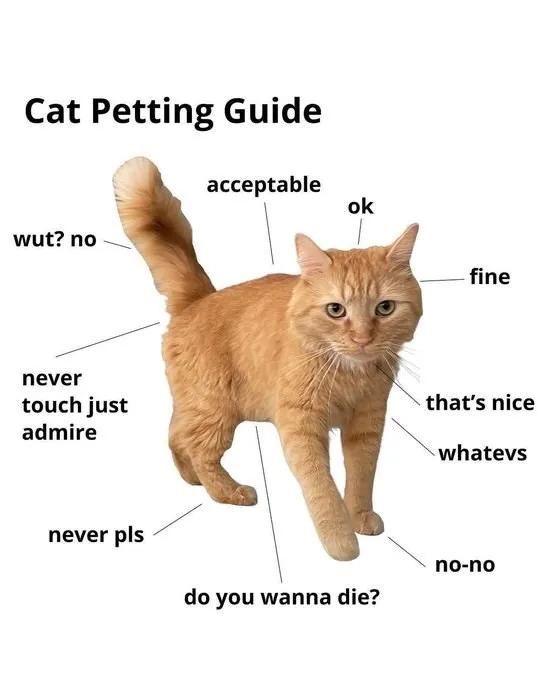 Cat Petting Guide
acceptable
ok
wut? no
fine
never
touch just
admire
that's nice
whatevs
never pls
no-no
do you wanna die?